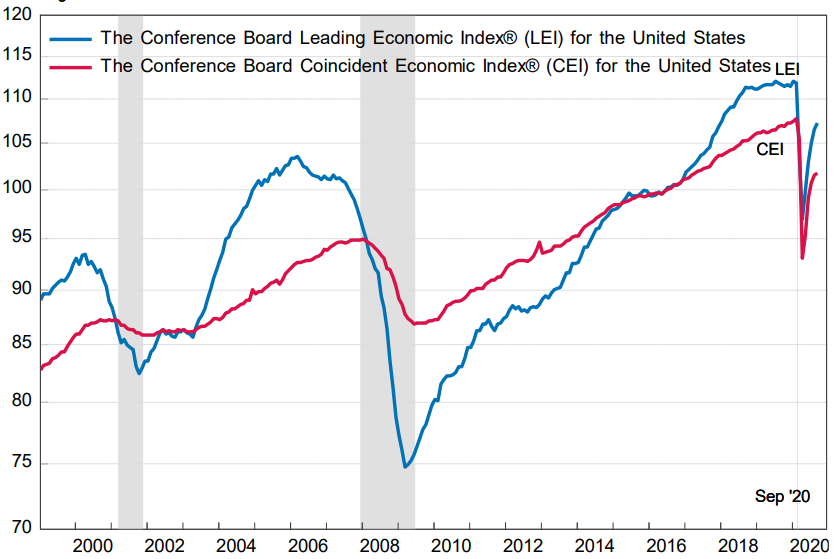 120
The Conference Board Leading Economic Index® (LEI) for the United States
115
The Conference Board Coincident Economic Index® (CEI) for the United States LEI
110
105
CEI
100
95
90
85
80
75
Sep '20
70
2000 2002 2004 2006 2008 2010 2012 2014 2016 2018 2020